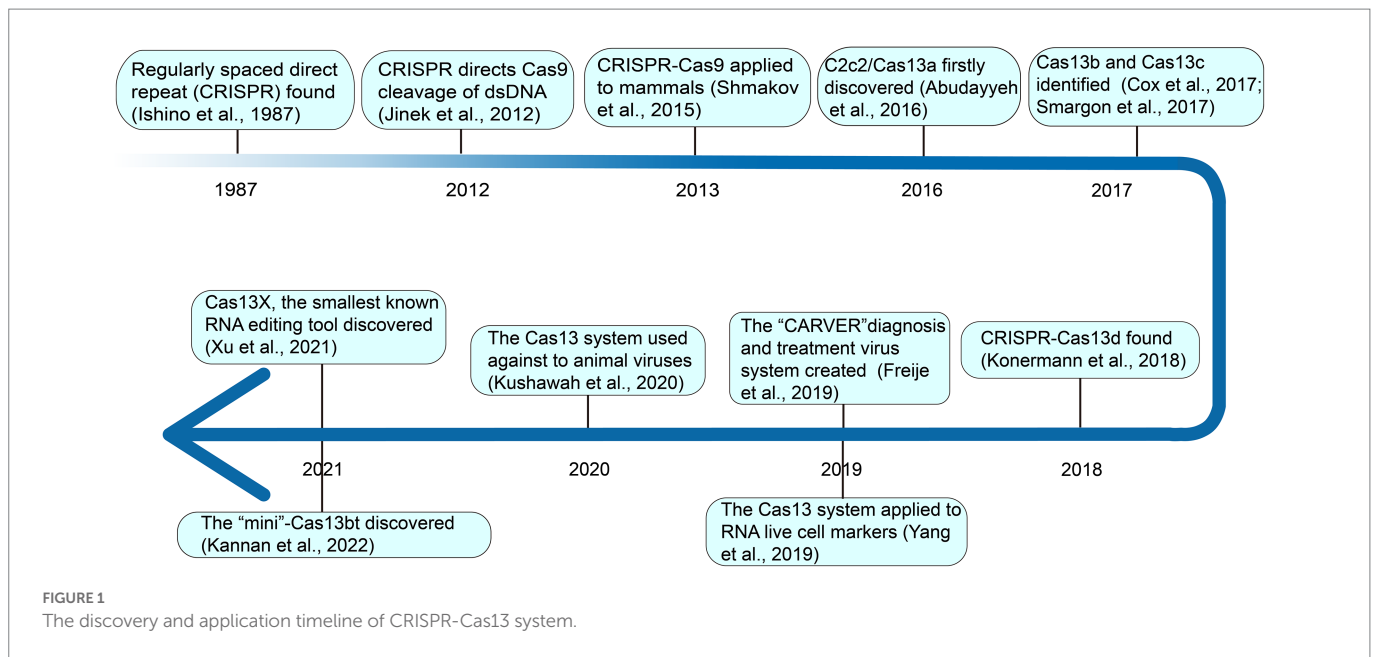 Regularly spaced direct
repeat (CRISPR) found
(Ishino et al., 1987)
CRISPR directs Cas9
cleavage of dsDNA
(Jinek et al., 2012)
CRISPR-Cas9 applied
to mammals (Shmakov
et al., 2015)
C2c2/Cas13a firstly
discovered (Abudayyeh
et al., 2016)
Cas13b and Cas13c
identified (Cox et al., 2017;
Smargon et al., 2017)
1987
2012
2013
2016
2017
Cas13X, the smallest known
RNA editing tool discovered
(Xu et al., 2021)
The Cas13 system used
against to animal viruses
(Kushawah et al., 2020)
The “CARVER”diagnosis
and treatment virus
system created (Freije
et al., 2019)
CRISPR-Cas13d found
(Konermann et al., 2018)
2021
2020
2019
2018
The “mini”-Cas13bt discovered
(Kannan et al., 2022)
The Cas13 system applied to
RNA live cell markers (Yang
et al., 2019)
FIGURE 1
The discovery and application timeline of CRISPR-Cas13 system.